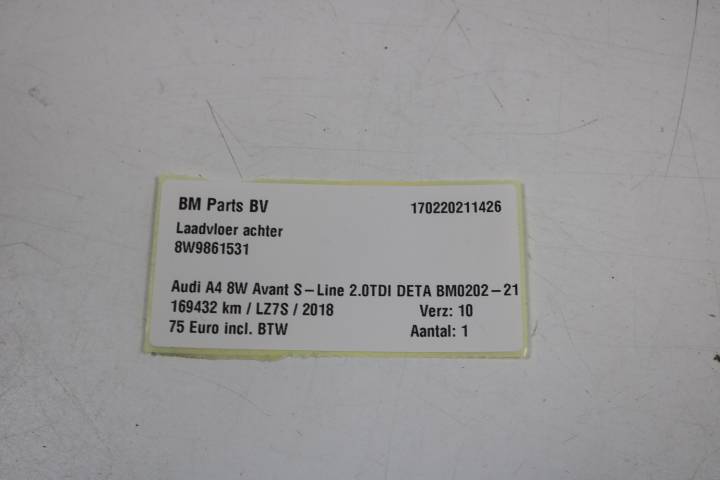 BM Parts BV 170220211426
Laadvloer achter
8W9861531
Audi A4 8W Avant S-Line 2.0TDI DETA BM0202-21
169432 km / LZ7S / 2018 Verz: 10
75 Euro incl. BTW Aantal: 1